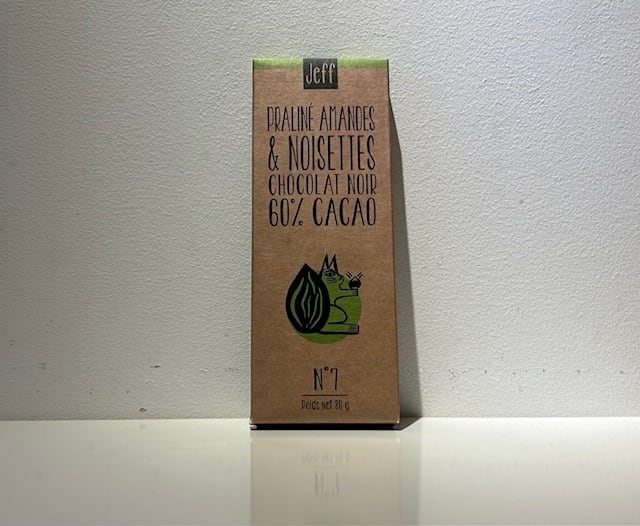 Jeff
PRALINÉ AMANDES
& NOISETTES
CHOCOLAT NOIR
60% CACAO
N°7
Poids net 80 g